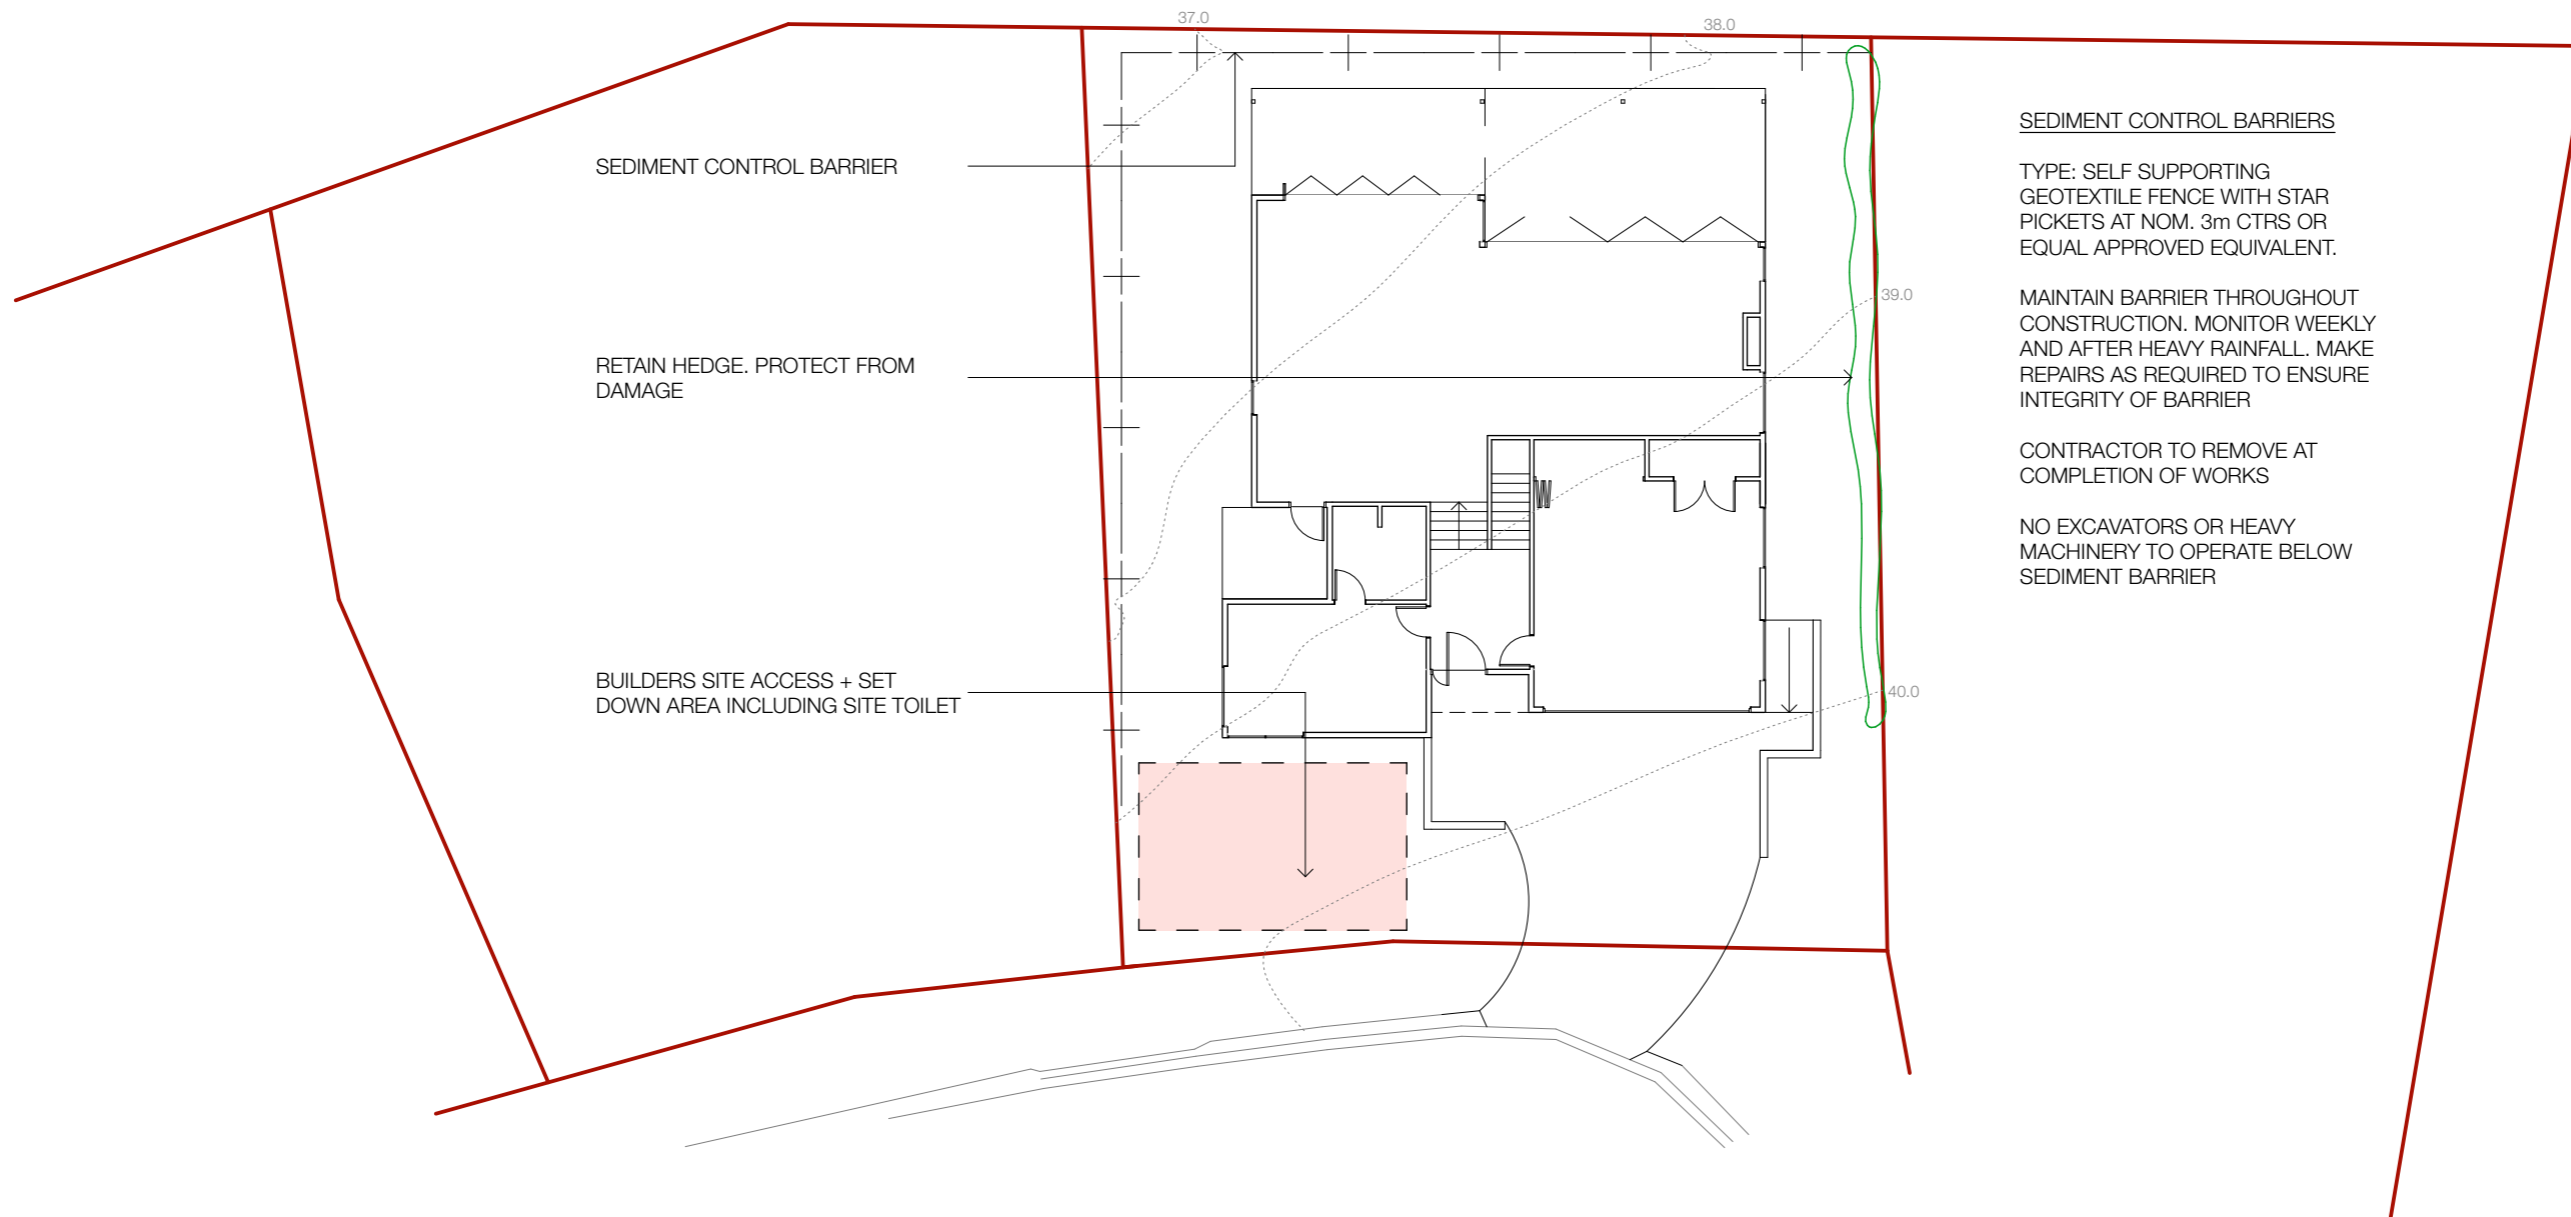 37.0
38.0
SEDIMENT CONTROL BARRIER
RETAIN HEDGE. PROTECT FROM
DAMAGE
BUILDERS SITE ACCESS + SET
DOWN AREA INCLUDING SITE TOILET
39.0
40.0
SEDIMENT CONTROL BARRIERS
TYPE: SELF SUPPORTING
GEOTEXTILE FENCE WITH STAR
PICKETS AT NOM. 3m CTRS OR
EQUAL APPROVED EQUIVALENT.
MAINTAIN BARRIER THROUGHOUT
CONSTRUCTION. MONITOR WEEKLY
AND AFTER HEAVY RAINFALL. MAKE
REPAIRS AS REQUIRED TO ENSURE
INTEGRITY OF BARRIER
CONTRACTOR TO REMOVE AT
COMPLETION OF WORKS
NO EXCAVATORS OR HEAVY
MACHINERY TO OPERATE BELOW
SEDIMENT BARRIER